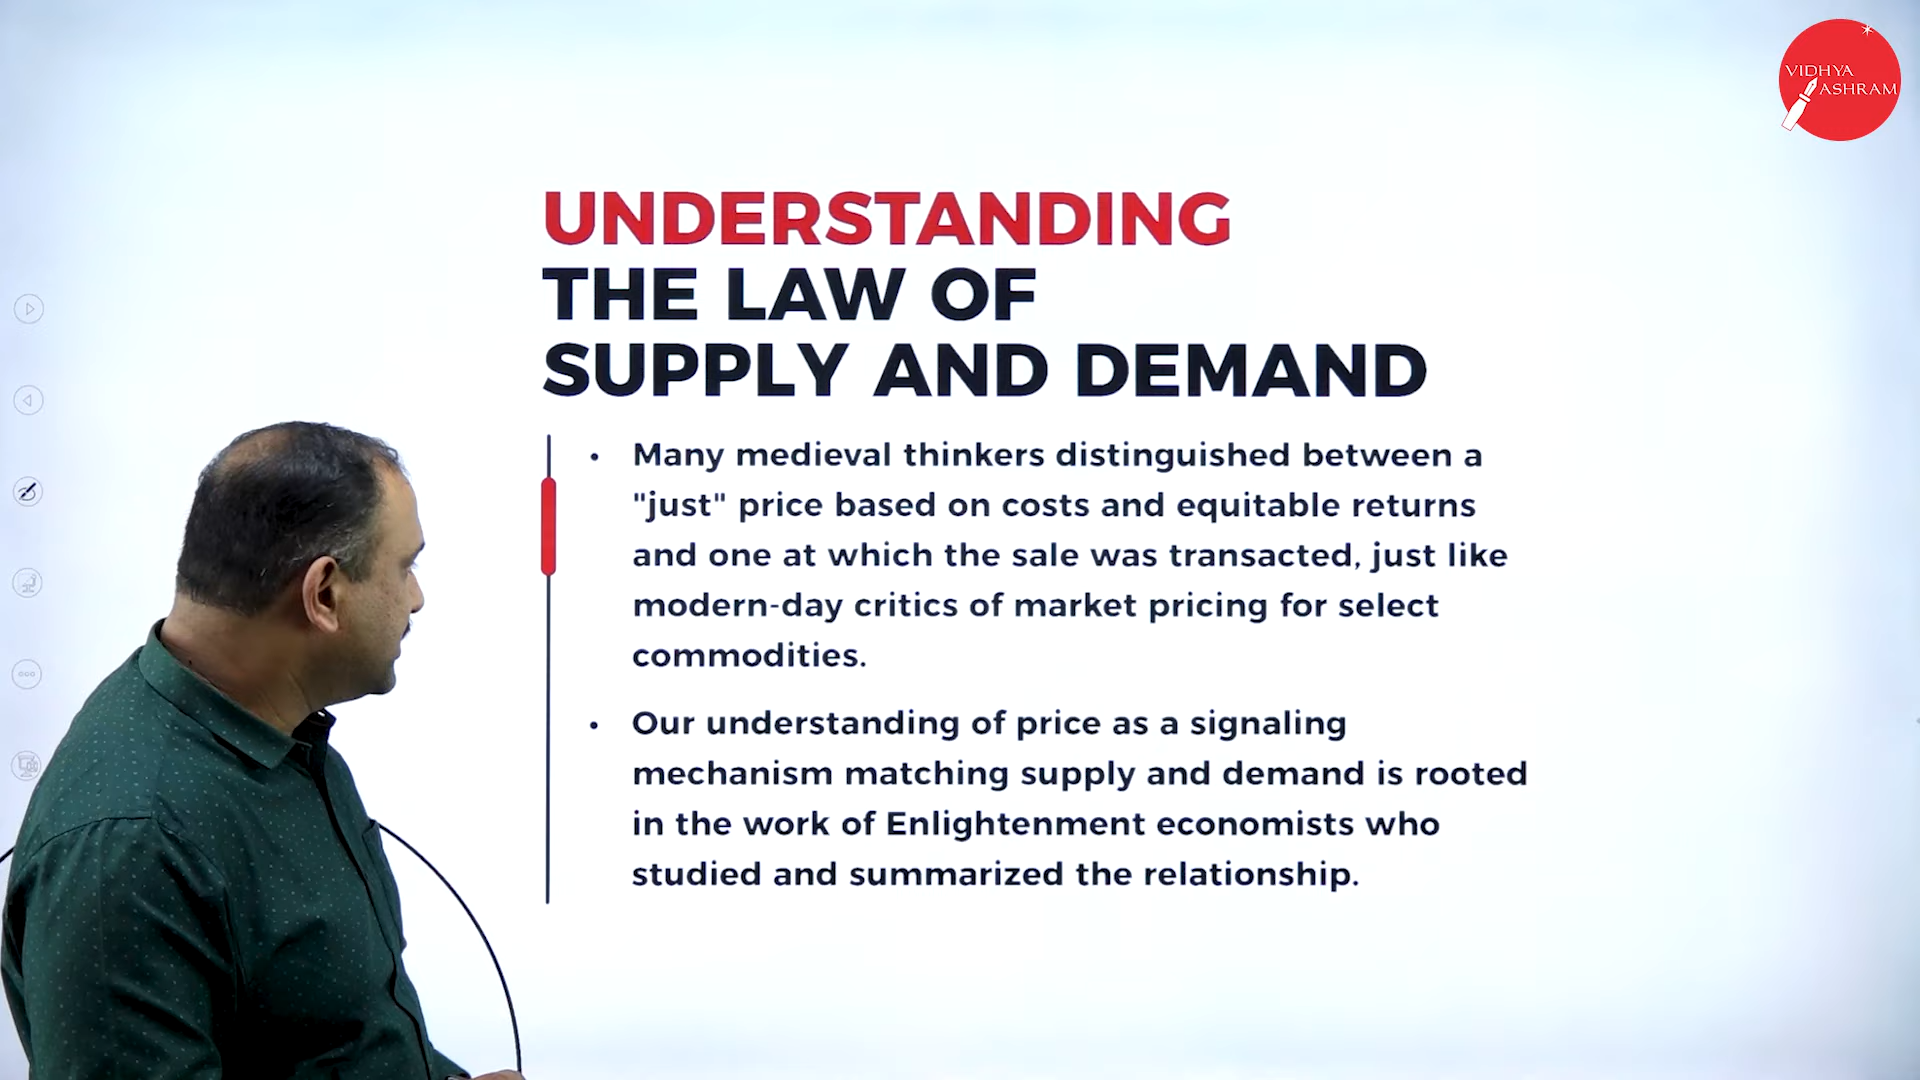 VIDHYA
ASHRAM
UNDERSTANDING
THE LAW OF
SUPPLY AND DEMAND
• Many medieval thinkers distinguished between a
"just" price based on costs and equitable returns
and one at which the sale was transacted, just like
modern-day critics of market pricing for select
commodities.
• Our understanding of price as a signaling
mechanism matching supply and demand is rooted
in the work of Enlightenment economists who
studied and summarized the relationship.